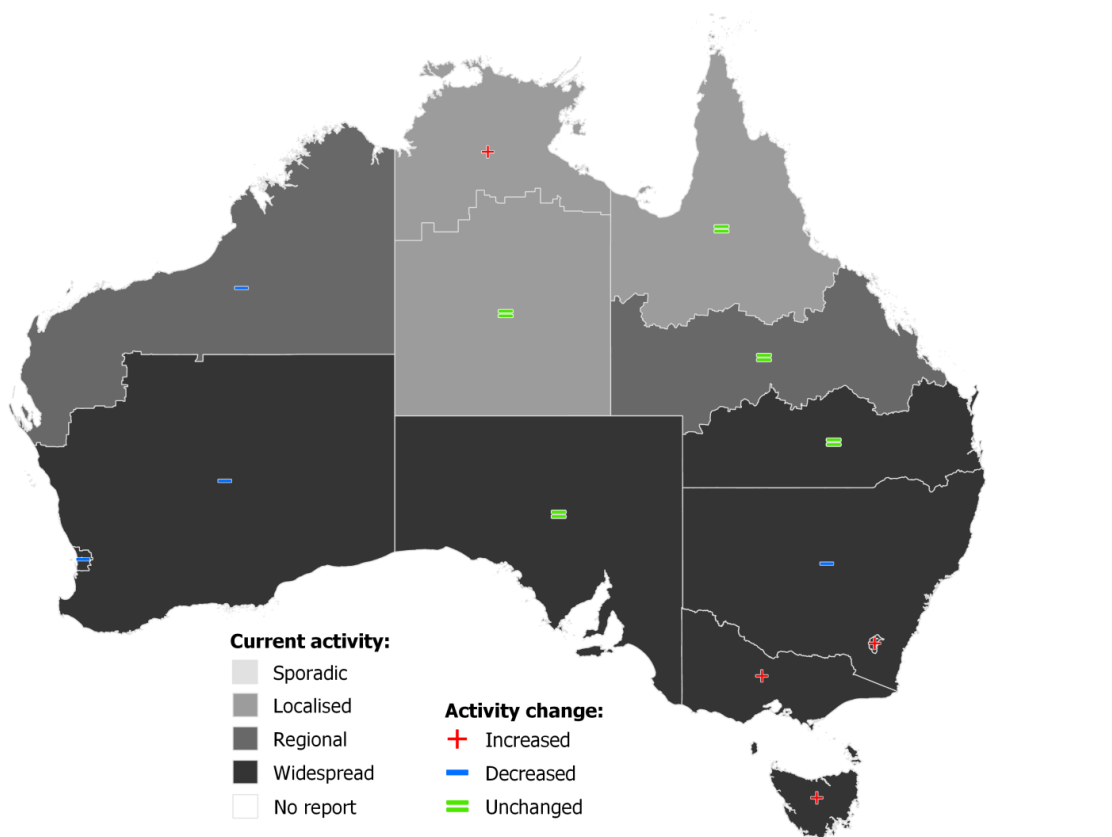 Current activity:
Sporadic
Localised
Regional
Widespread
No report
Activity change:
Increased
Decreased
Unchanged